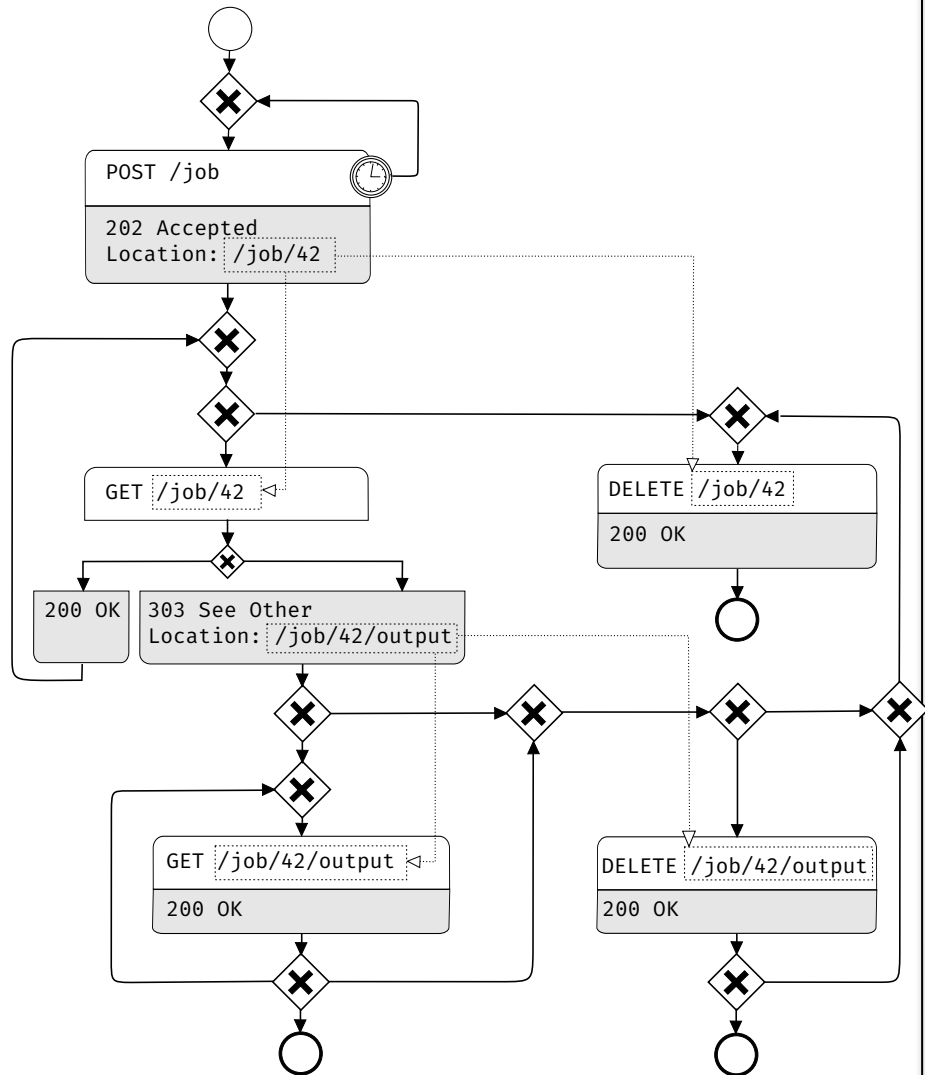 POST /job
202 Accepted
Location: /job/42
GET /job/42
DELETE /job/42
200 OK
200 OK
303 See Other
Location: /job/42/output
GET /job/42/output
200 OK
DELETE /job/42/output
200 OK